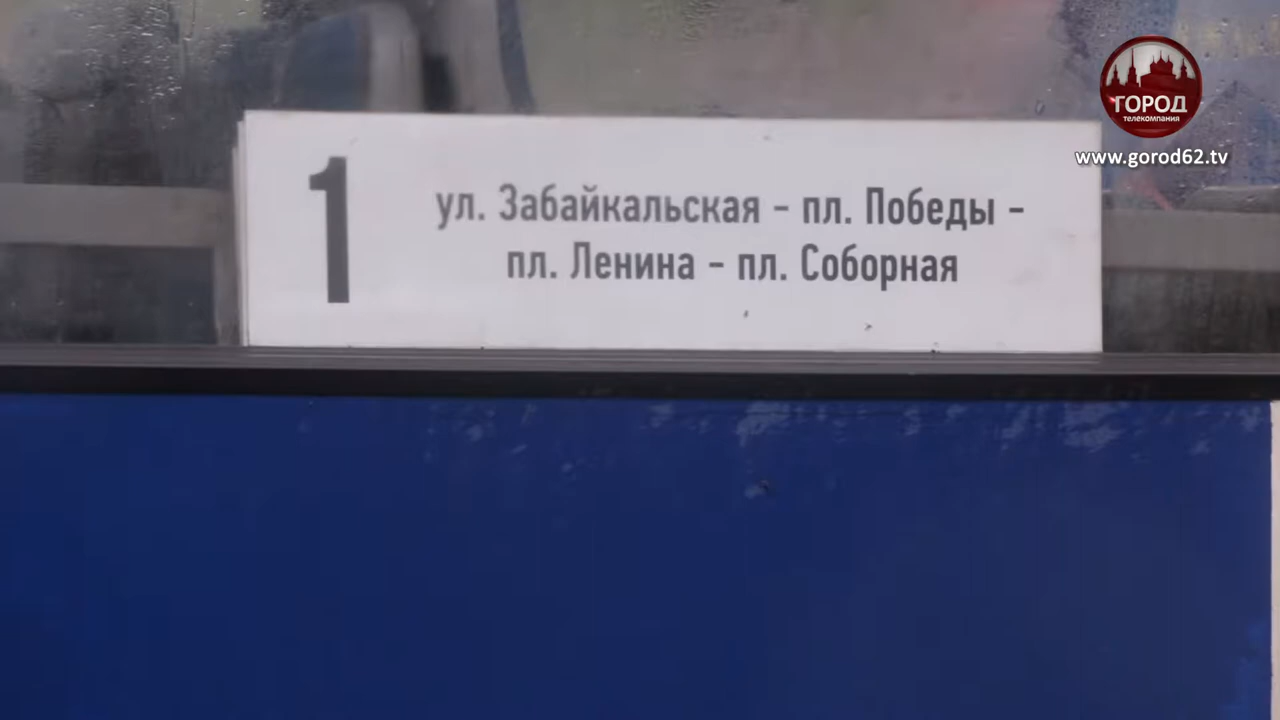 ГОРОД
телекомпания
www.gorod62.tv
1
ул. Забайкальская - пл. Победы -
пл. Ленина - пл. Соборная